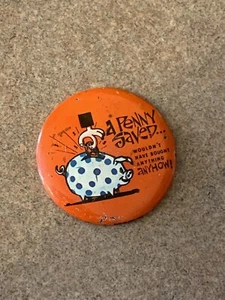 A PENNY
SAVED...
WOULDN'T
HAVE BOUGHT
ANYTHING
ANYHOW!